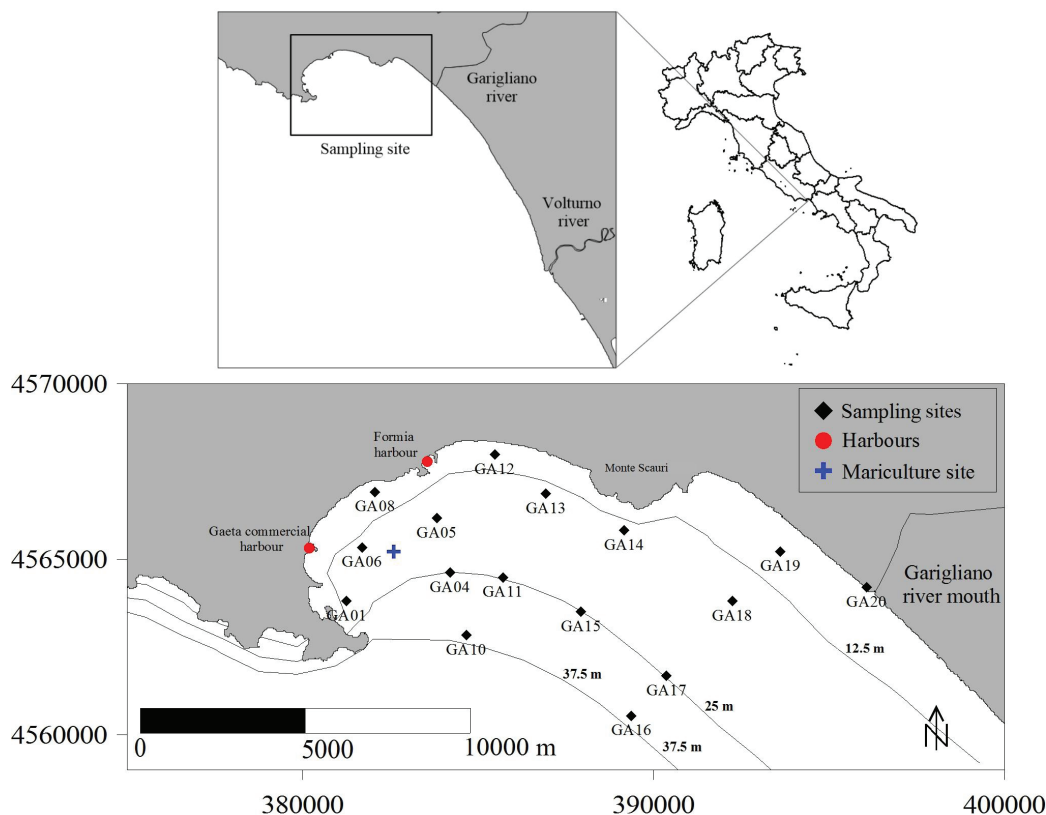 Garigliano
river
Sampling site
Volturno
river
4570000
4565000
4560000
Sampling sites
Harbours
Mariculture site
Formia
harbour
Monte Scauri
GA12
GA08
GA13
GA05
Gaeta commercial
harbour
GA14
GA06
GA19
GA04
GA11
GA20
Garigliano
river mouth
GA01
GA15
GA18
GA10
12.5 m
37.5 m
GA17
25 m
GA16
37.5 m
N
0
5000
10000 m
380000
390000
400000